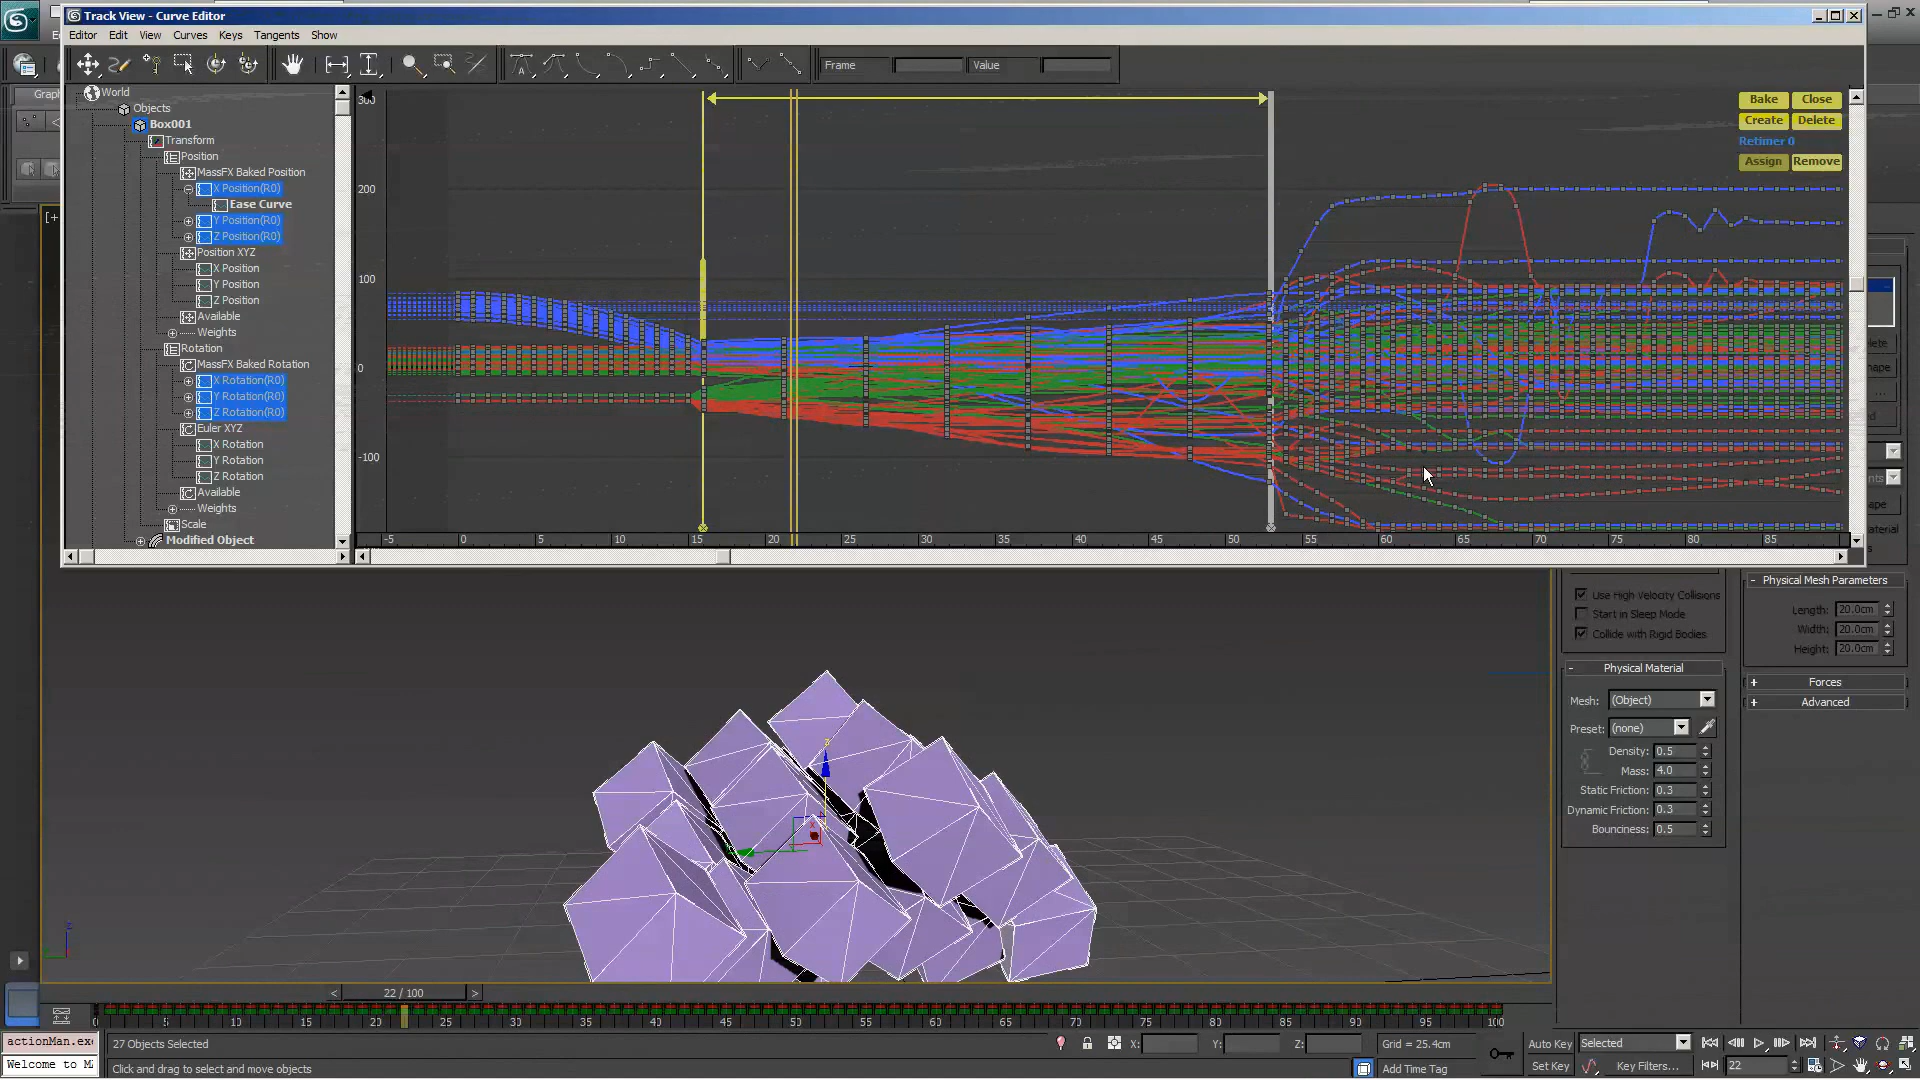 Track View - Curve Editor
Editor Edit View Curves Keys Tangents Show
Frame Value
Grap
World
Objects
Box001
Transform
Position
MassFX Baked Position
X Position(R0)
Ease Curve
Y Position(R0)
Z Position(R0)
Position XYZ
X Position
Y Position
Z Position
Available
Weights
Rotation
MassFX Baked Rotation
X Rotation(R0)
Y Rotation(R0)
Z Rotation(R0)
Euler XYZ
X Rotation
Y Rotation
Z Rotation
Available
Weights
Scale
Modified Object
300
200
100
0
-100
-5 0 5 10 15 20 25 30 35 40 45 50 55 60 65 70 75 80 85
Bake Close
Create Delete
Retimer 0
Assign Remove
Use High Velocity Collisions
Start in Sleep Mode
Collide with Rigid Bodies
Physical Material
Mesh: (Object)
Preset: (none)
Density: 0.5
Mass: 4.0
Static Friction: 0.3
Dynamic Friction: 0.3
Bounciness: 0.5
- Physical Mesh Parameters
Length: 20.0cm
Width: 20.0cm
Height: 20.0cm
+ Forces
+ Advanced
[+
< 22 / 100 >
0 5 10 15 20 25 30 35 40 45 50 55 60 65 70 75 80 85 90 95 100
actionMan.exe
Welcome to M
27 Objects Selected
Click and drag to select and move objects
X: Y: Z: Grid = 25.4cm
Add Time Tag
Auto Key Selected
Set Key Key Filters...
22